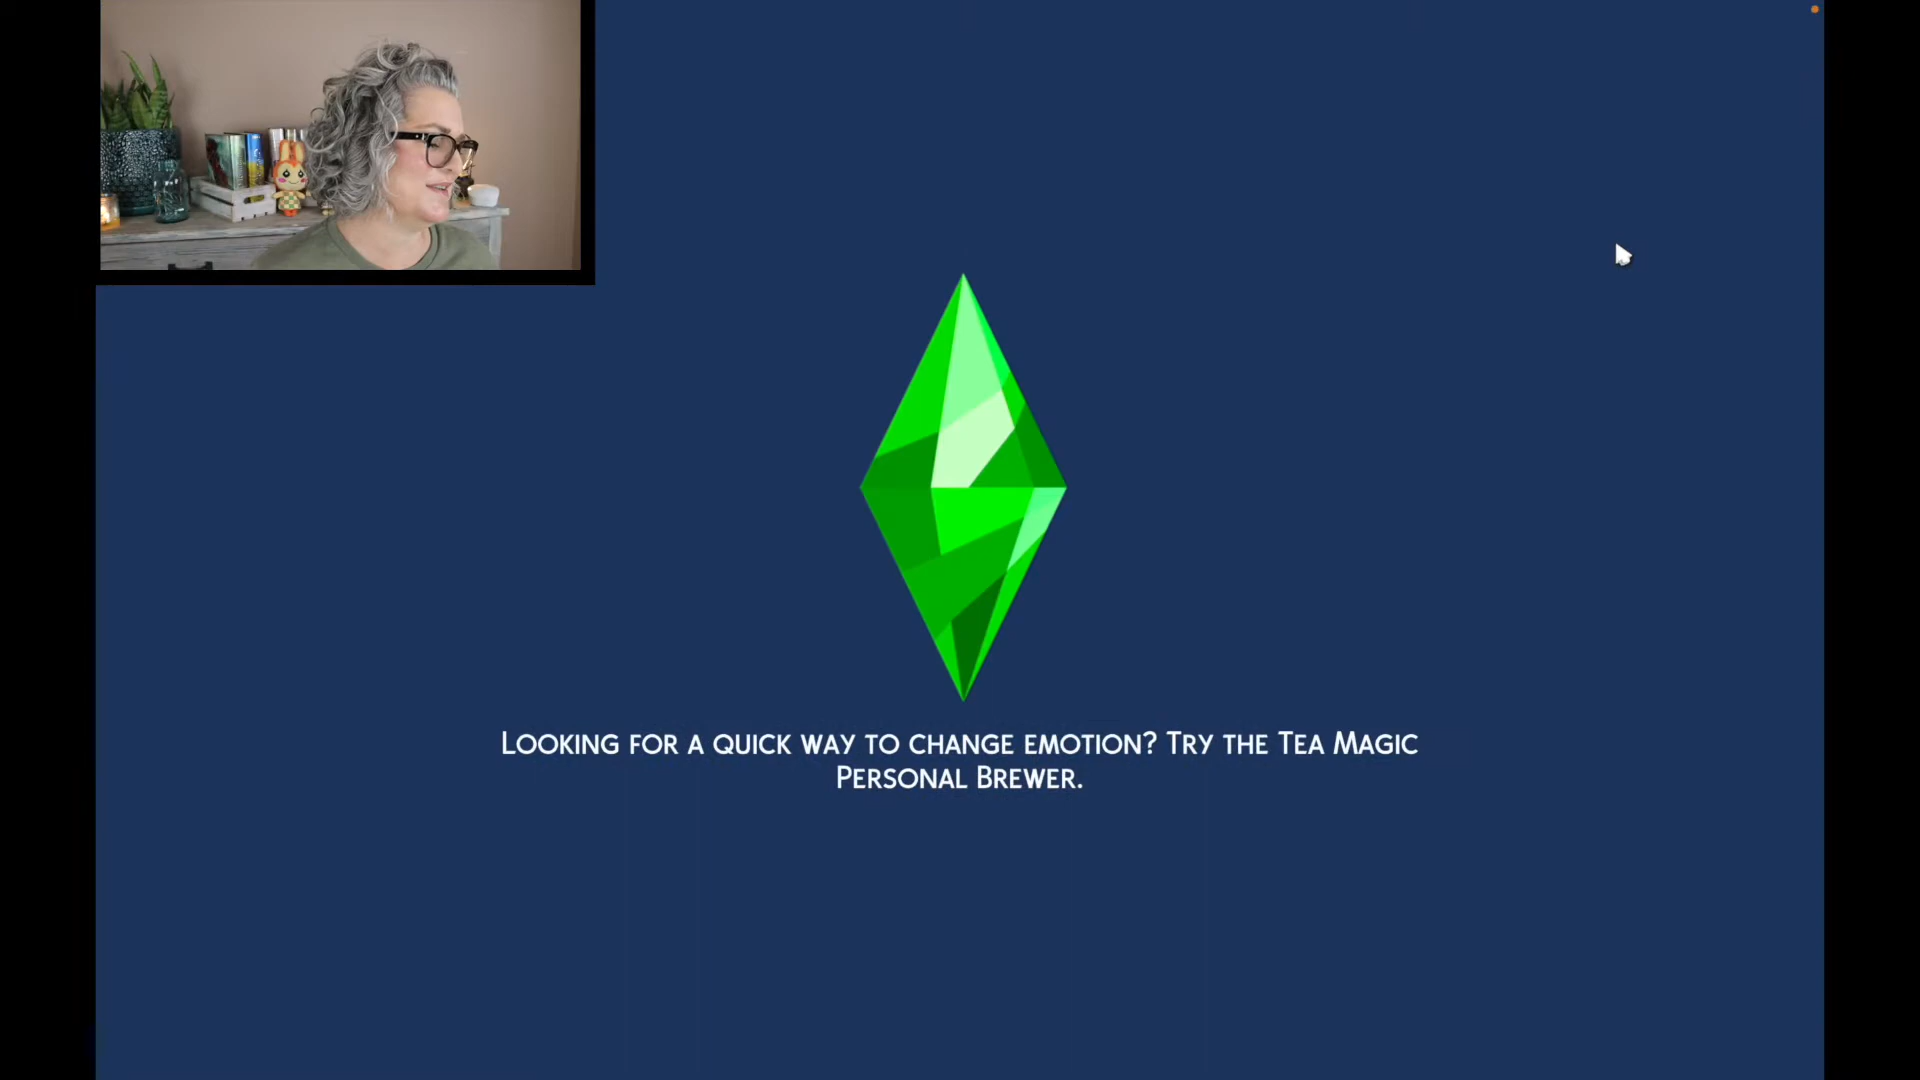 Looking for a quick way to change emotion? Try the Tea Magic
Personal Brewer.